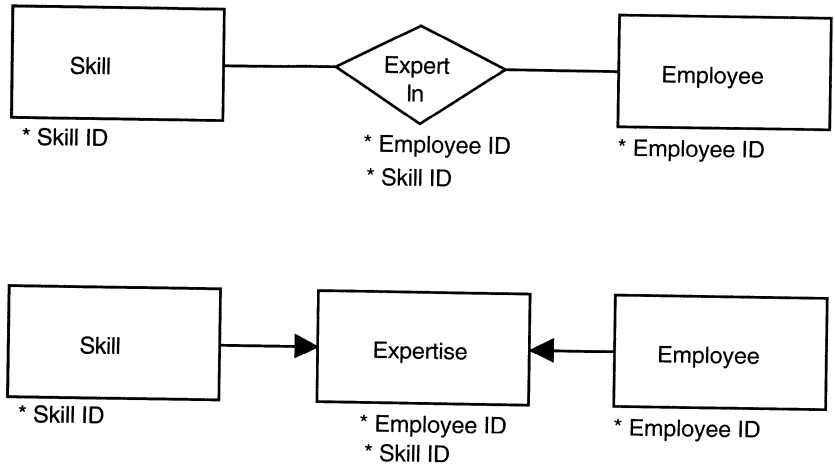 Skill
Expert
In
Employee
* Skill ID
* Employee ID
* Skill ID
* Employee ID
Skill
Expertise
Employee
* Skill ID
* Employee ID
* Skill ID
* Employee ID